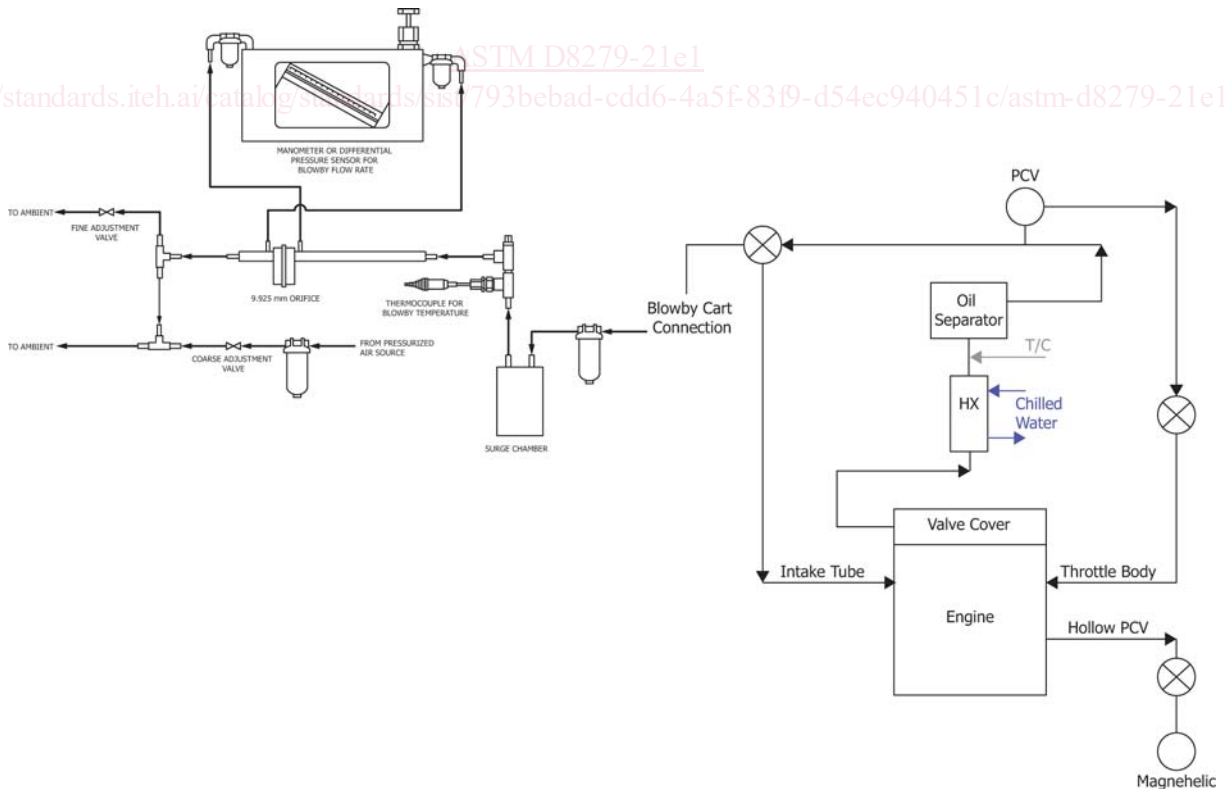 ASTM D8279-21e1
/standards.iteh.ai/catalog/standards/sist/793bebad-cdd6-4a5f-83f9-d54ec940451c/astm-d8279-21e1
MANOMETER OR DIFFERENTIAL
PRESSURE SENSOR FOR
BLOWBY FLOW RATE
TO AMBIENT
FINE ADJUSTMENT
VALVE
9.925 mm ORIFICE
THERMOCOUPLE FOR
BLOWBY TEMPERATURE
TO AMBIENT
COARSE ADJUSTMENT
VALVE
FROM PRESSURIZED
AIR SOURCE
SURGE CHAMBER
Blowby Cart
Connection
PCV
Oil
Separator
T/C
HX
Chilled
Water
Valve Cover
Intake Tube
Throttle Body
Engine
Hollow PCV
Magnehelic